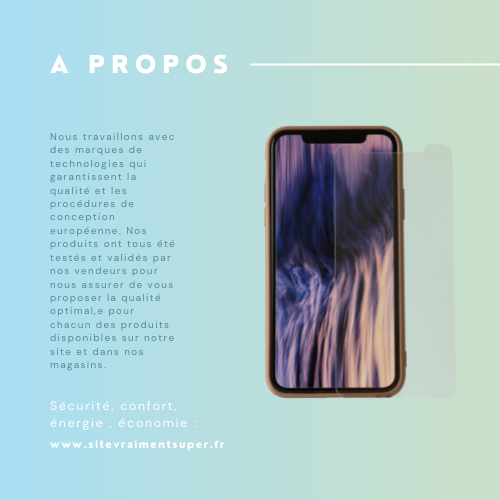 A PROPOS
Nous travaillons avec
des marques de
technologies qui
garantissent la
qualité et les
procédures de
conception
européenne. Nos
produits ont tous été
testés et validés par
nos vendeurs pour
nous assurer de vous
proposer la qualité
optimal,e pour
chacun des produits
disponibles sur notre
site et dans nos
magasins.
Sécurité, confort,
énergie , économie :
www.sitevraimentsuper.fr